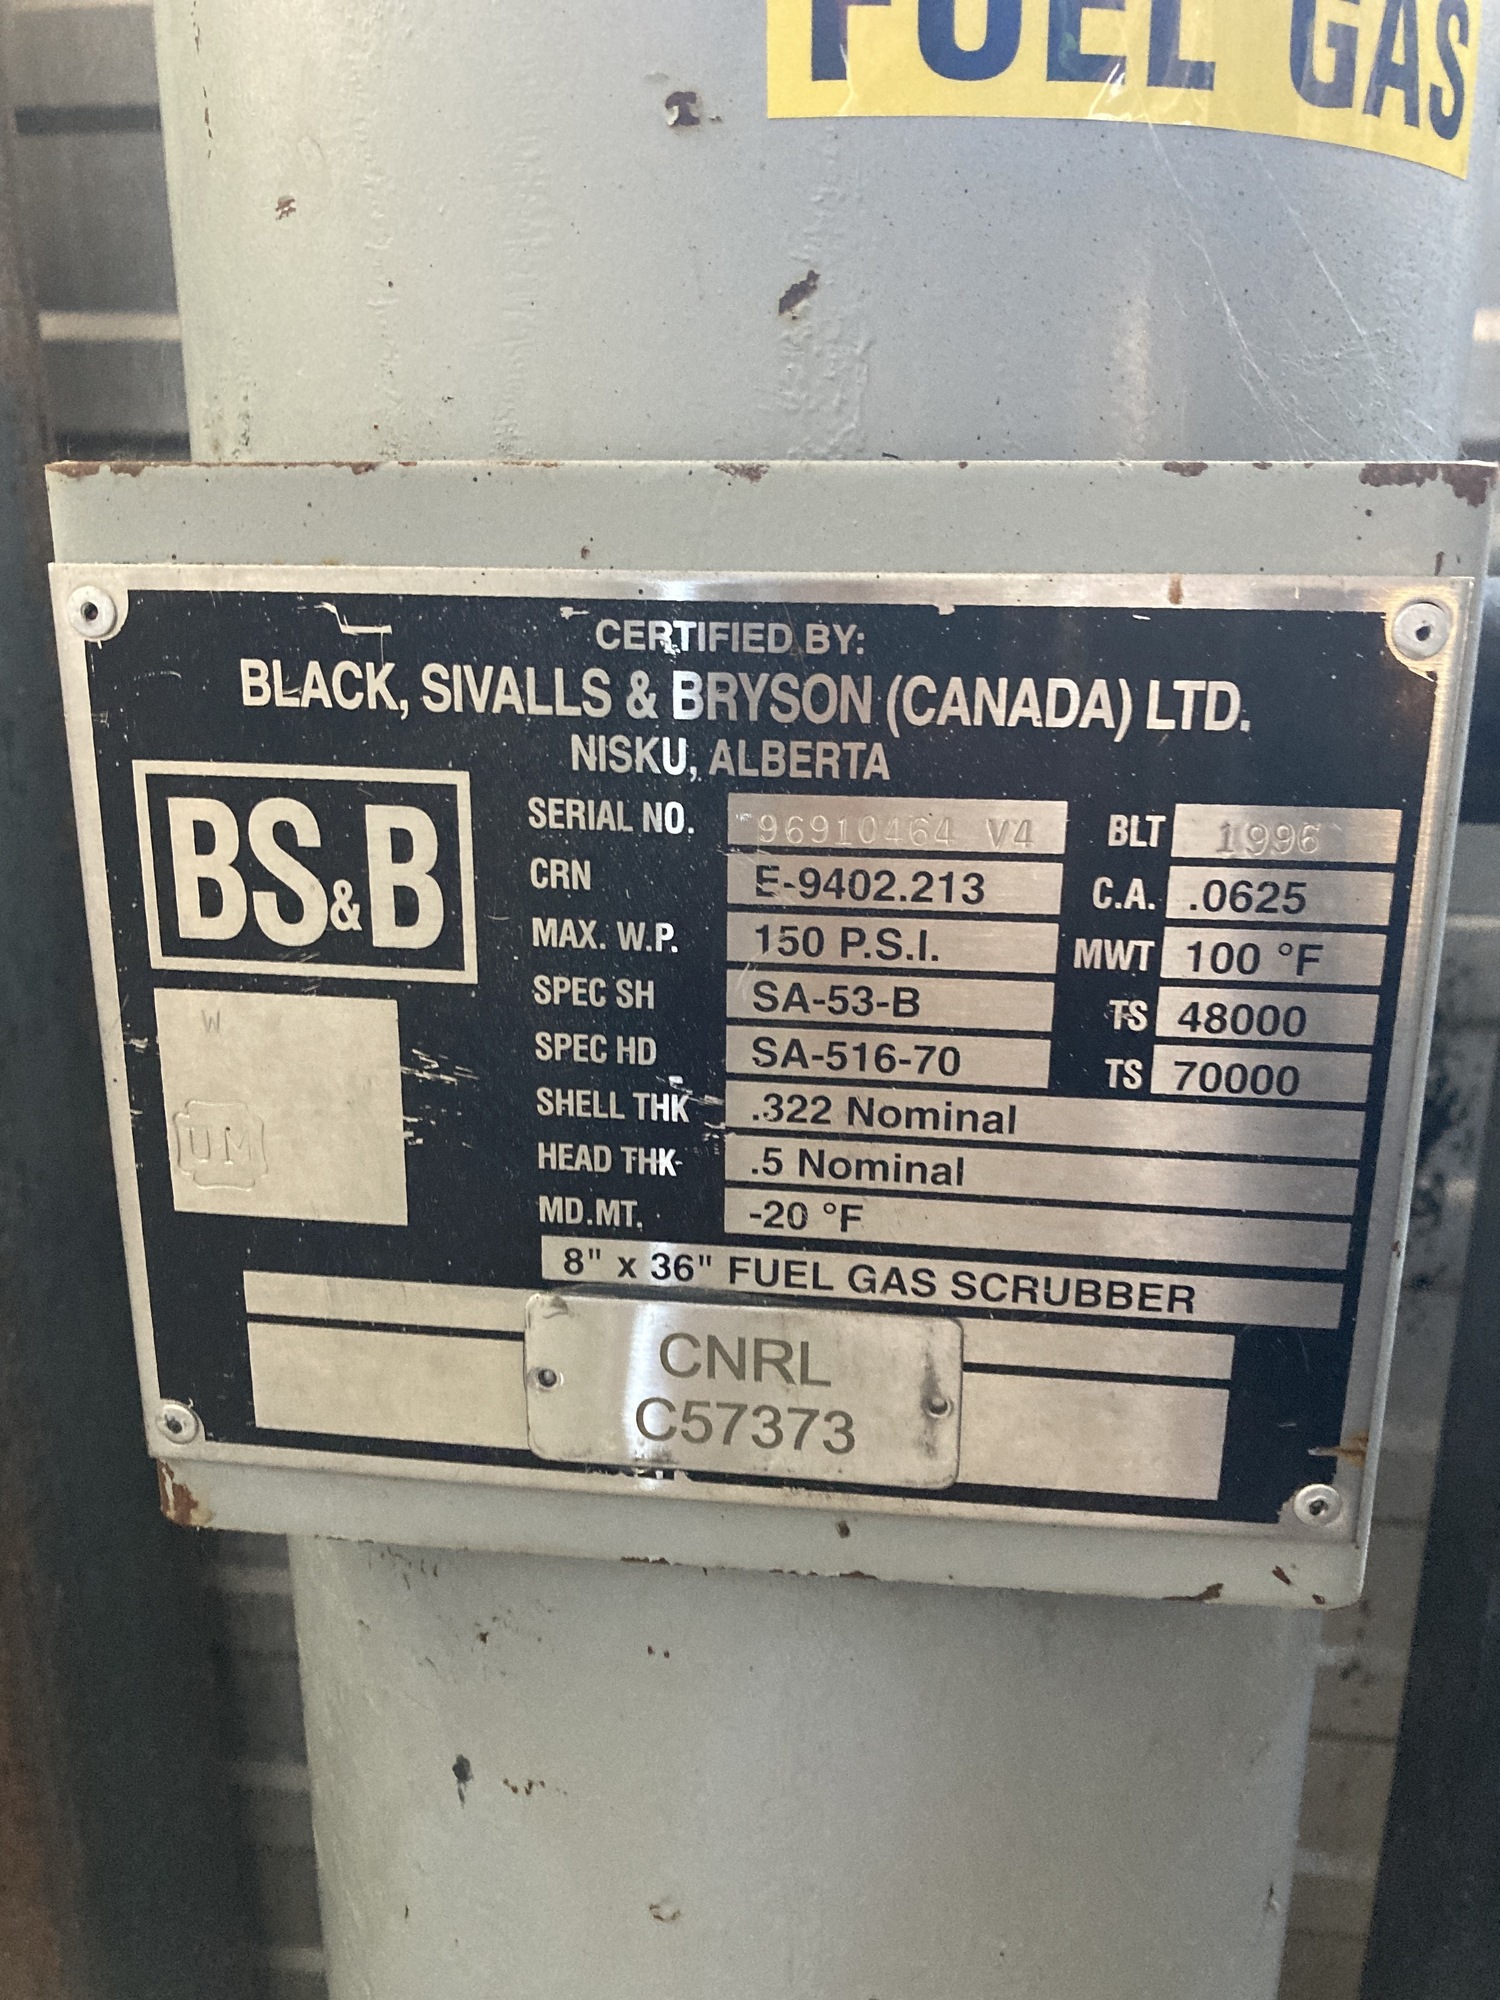 FUEL GAS
CERTIFIED BY:
BLACK, SIVALLS & BRYSON (CANADA) LTD.
NISKU, ALBERTA
BS&B
SERIAL NO. 96910464 V4 BLT 1996
CRN E-9402.213 C.A. .0625
MAX. W.P. 150 P.S.I. MWT 100 °F
SPEC SH SA-53-B TS 48000
SPEC HD SA-516-70 TS 70000
SHELL THK .322 Nominal
HEAD THK .5 Nominal
MD.MT. -20 °F
W
UM
8" x 36" FUEL GAS SCRUBBER
CNRL
C57373